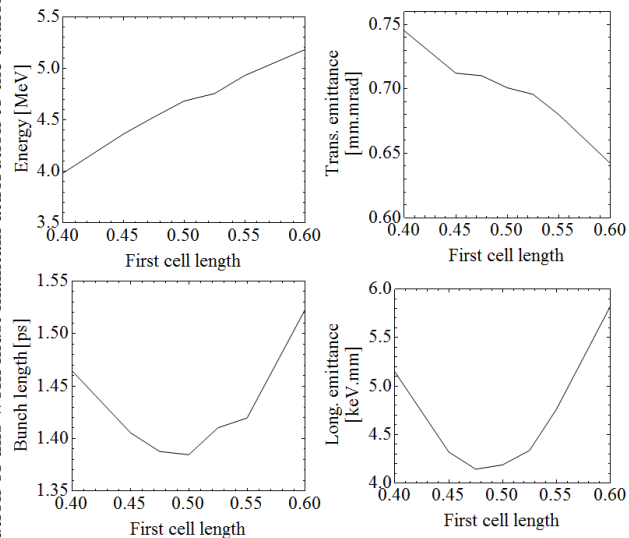 Energy [MeV]
5.5
5.0
4.5
4.0
3.5
0.40 0.45 0.50 0.55 0.60
First cell length
Trans. emittance
[mm.mrad]
0.75
0.70
0.65
0.60
0.40 0.45 0.50 0.55 0.60
First cell length
Bunch length [ps]
1.55
1.50
1.45
1.40
1.35
0.40 0.45 0.50 0.55 0.60
First cell length
Long. emittance
[keV.mm]
6.0
5.5
5.0
4.5
4.0
0.40 0.45 0.50 0.55 0.60
First cell length